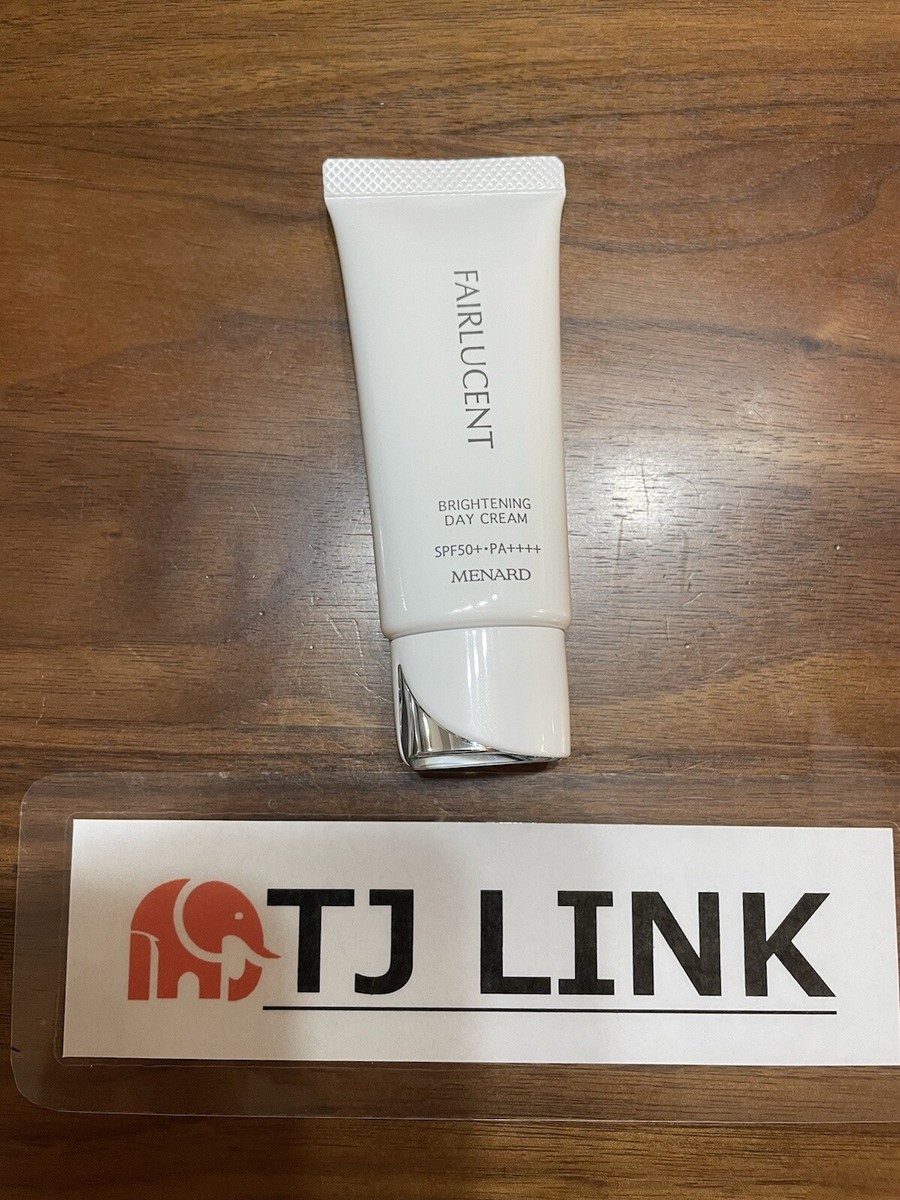 FAIRLUCENT
BRIGHTENING
DAY CREAM
SPF50+・PA++++
MENARD
TJ LINK